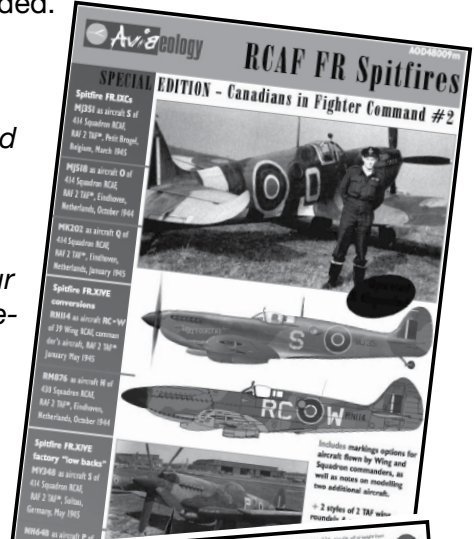 ded.
d
ur
e-
Aviaeology
AOD48009m
RCAF FR Spitfires
SPECIAL EDITION - Canadians in Fighter Command #2
Spitfire FR.IXCs
MJ351 as aircraft S of
414 Squadron RCAF,
RAF 2 TAF*, Petit Brogel,
Belgium, March 1945
MJ518 as aircraft O of
414 Squadron RCAF,
RAF 2 TAF*, Eindhoven,
Netherlands, October 1944
MK202 as aircraft Q of
414 Squadron RCAF,
RAF 2 TAF*, Eindhoven,
Netherlands, January 1945
Spitfire FR.XIVE
conversions
RN114 as aircraft RC-W
of 39 Wing RCAF, comman
der's aircraft, RAF 2 TAF*
January May 1945
RM876 as aircraft H of
430 Squadron RCAF,
RAF 2 TAF*, Eindhoven,
Netherlands, October 1944
Spitfire FR.XIVE
factory "low backs"
MV348 as aircraft S of
414 Squadron RCAF,
RAF 2 TAF*, Soltau,
Germany, May 1945
NH648 as aircraft P of
S
RC W
Includes markings options for
aircraft flown by Wing and
Squadron commanders, as
well as notes on modelling
two additional aircraft.
+ 2 styles of 2 TAF wing